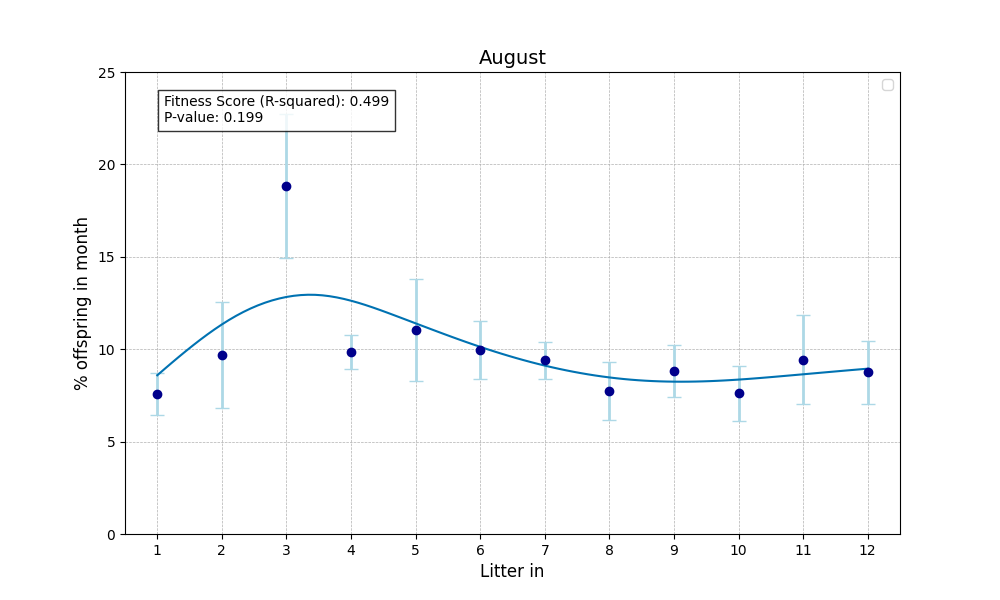 August
Fitness Score (R-squared): 0.499
P-value: 0.199
25
20
15
10
5
0
% offspring in month
1 2 3 4 5 6 7 8 9 10 11 12
Litter in